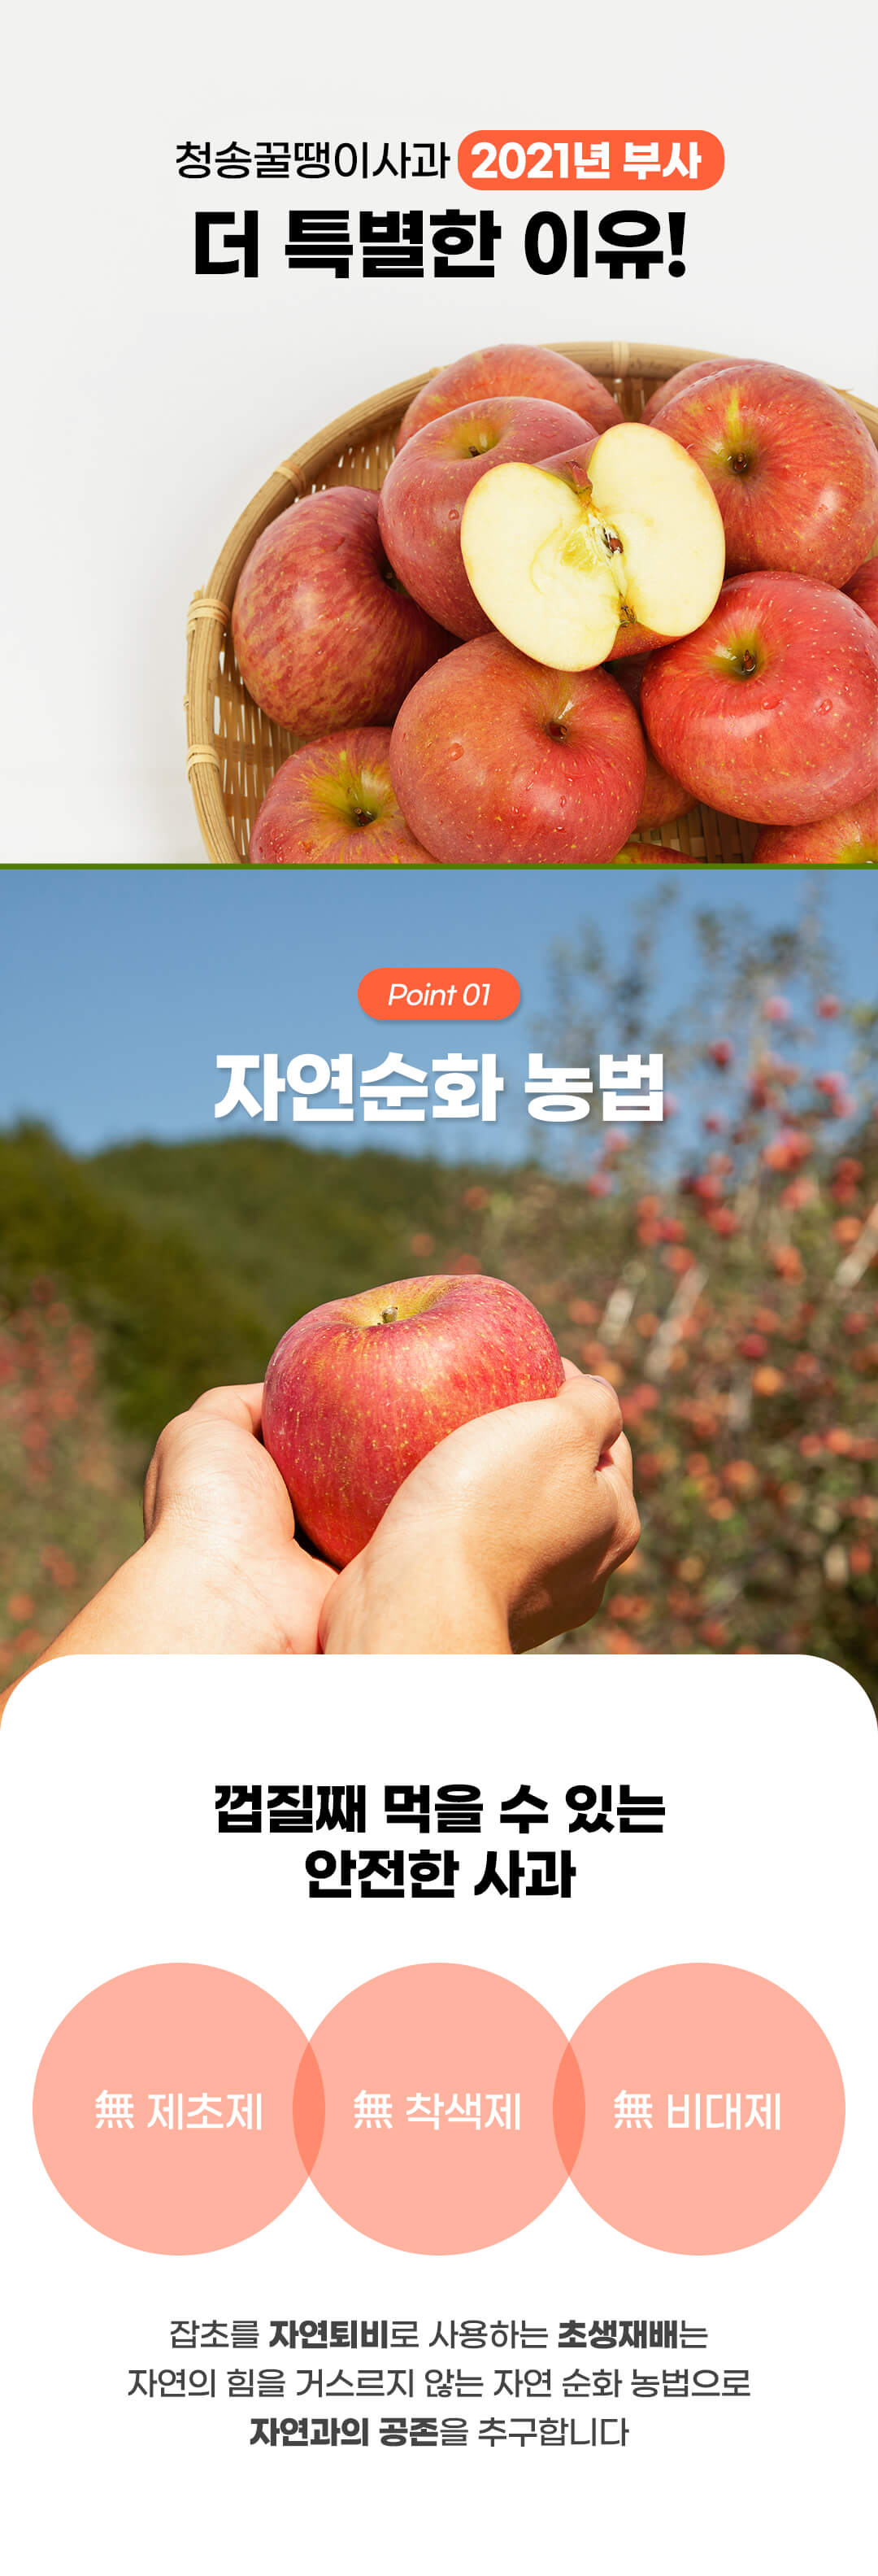 청송꿀땡이사과 2021년 부사
더 특별한 이유!
Point 01
자연순화 농법
껍질째 먹을 수 있는
안전한 사과
無 제초제
無 착색제
無 비대제
잡초를 자연퇴비로 사용하는 초생재배는
자연의 힘을 거스르지 않는 자연 순화 농법으로
자연과의 공존을 추구합니다